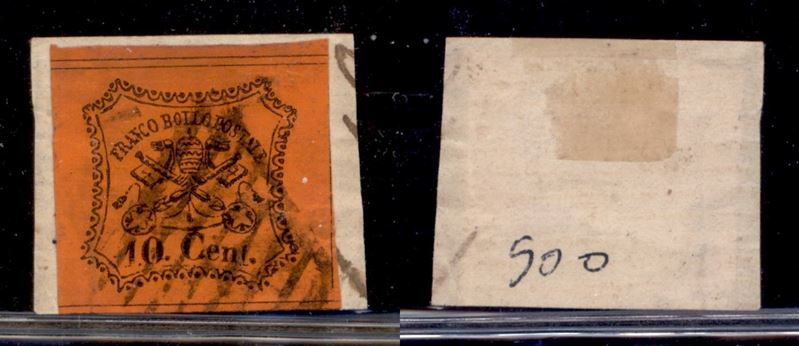 FRANCO BOLLO POSTALE
10. Cent.
500